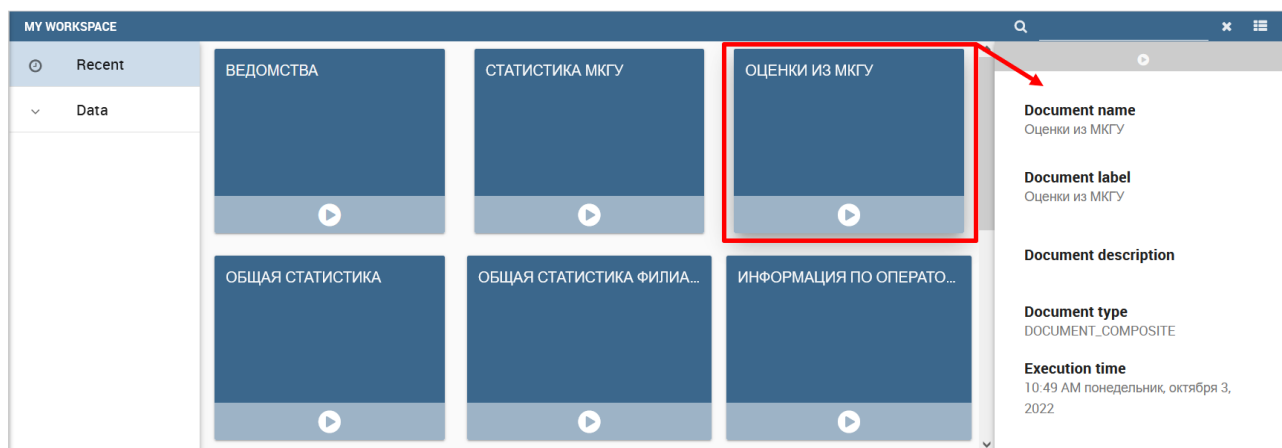 MY WORKSPACE
Recent
Data
ВЕДОМСТВА
СТАТИСТИКА МКГУ
ОЦЕНКИ ИЗ МКГУ
ОБЩАЯ СТАТИСТИКА
ОБЩАЯ СТАТИСТИКА ФИЛИА...
ИНФОРМАЦИЯ ПО ОПЕРАТО...
Document name
Оценки из МКГУ
Document label
Оценки из МКГУ
Document description
Document type
DOCUMENT_COMPOSITE
Execution time
10:49 AM понедельник, октября 3,
2022